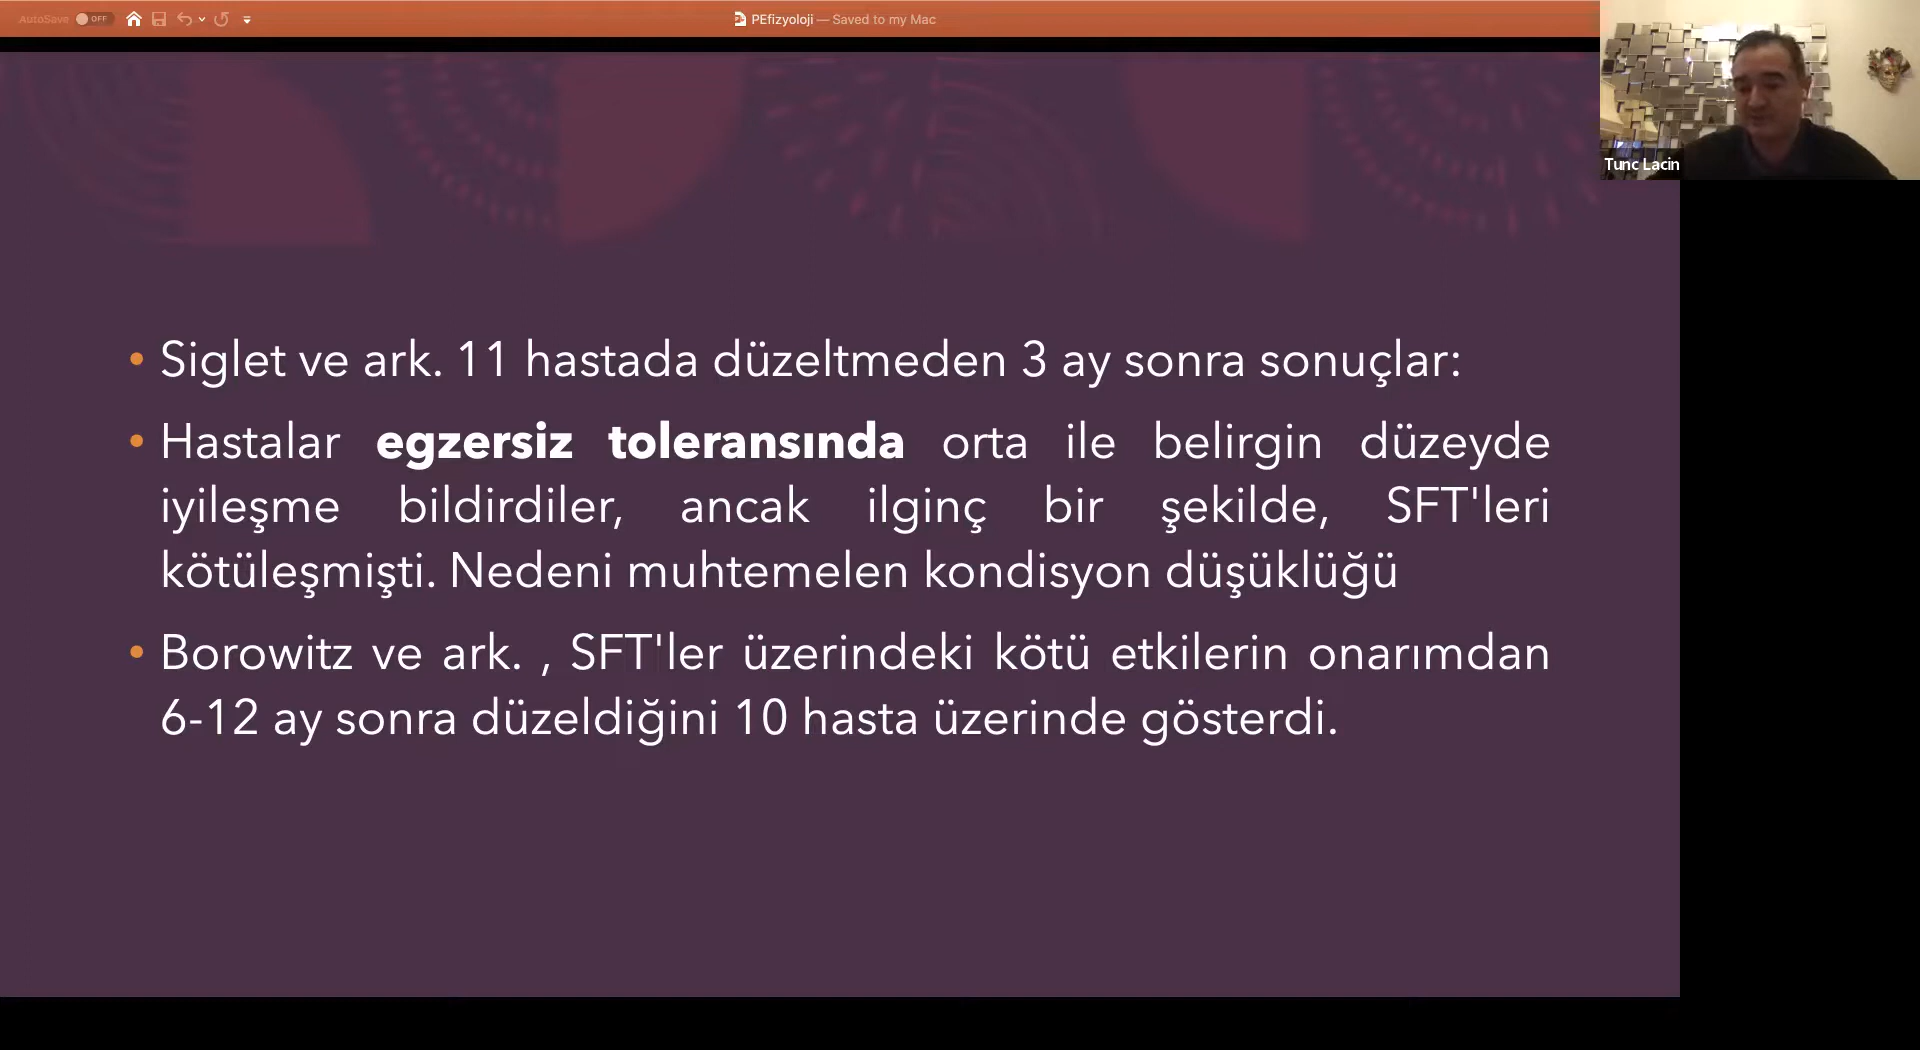 AutoSave OFF
PEfizyoloji — Saved to my Mac
Tunc Lacin
• Siglet ve ark. 11 hastada düzeltmeden 3 ay sonra sonuçlar:
• Hastalar egzersiz toleransında orta ile belirgin düzeyde
iyileşme bildirdiler, ancak ilginç bir şekilde, SFT'leri
kötüleşmişti. Nedeni muhtemelen kondisyon düşüklüğü
• Borowitz ve ark. , SFT'ler üzerindeki kötü etkilerin onarımdan
6-12 ay sonra düzeldiğini 10 hasta üzerinde gösterdi.